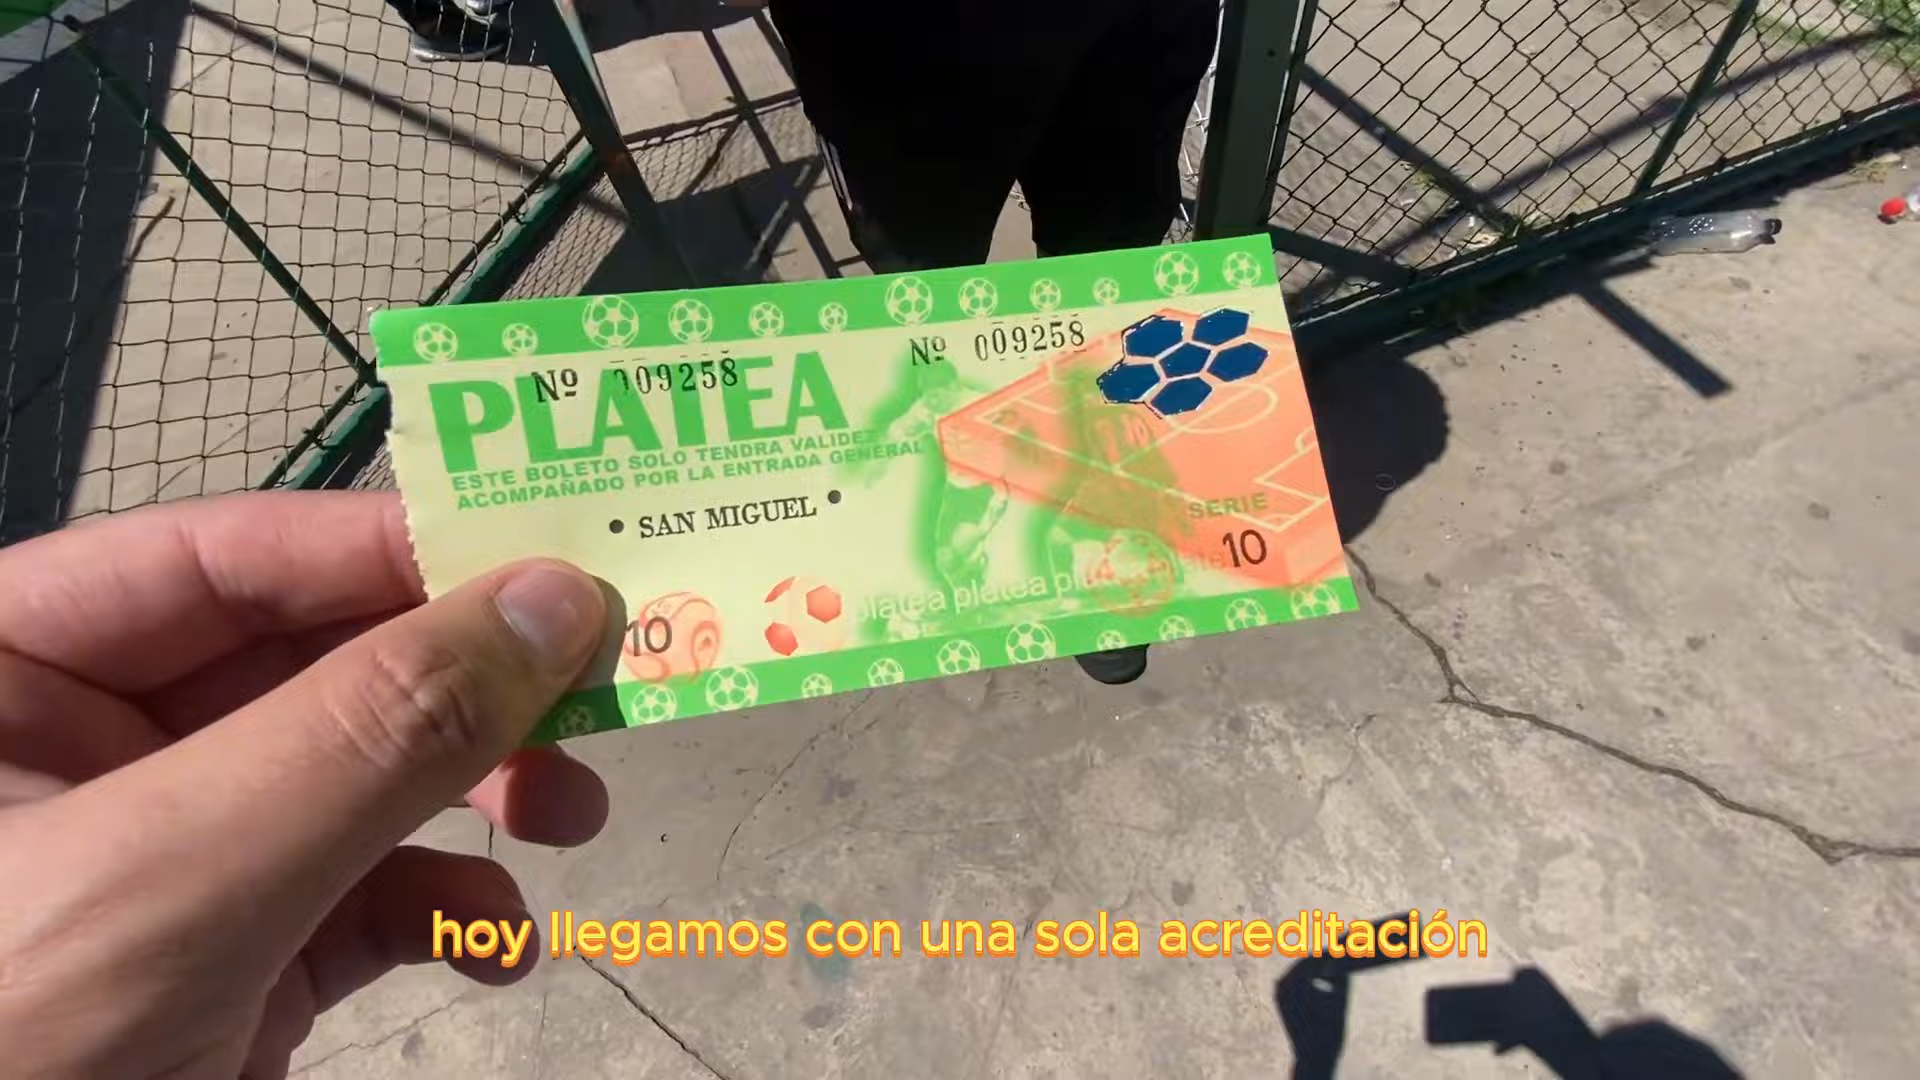 Nº 009258
Nº 009258
PLATEA
ESTE BOLETO SOLO TENDRA VALIDEZ
ACOMPAÑADO POR LA ENTRADA GENERAL
• SAN MIGUEL •
SERIE
10
10
platea platea
hoy llegamos con una sola acreditación